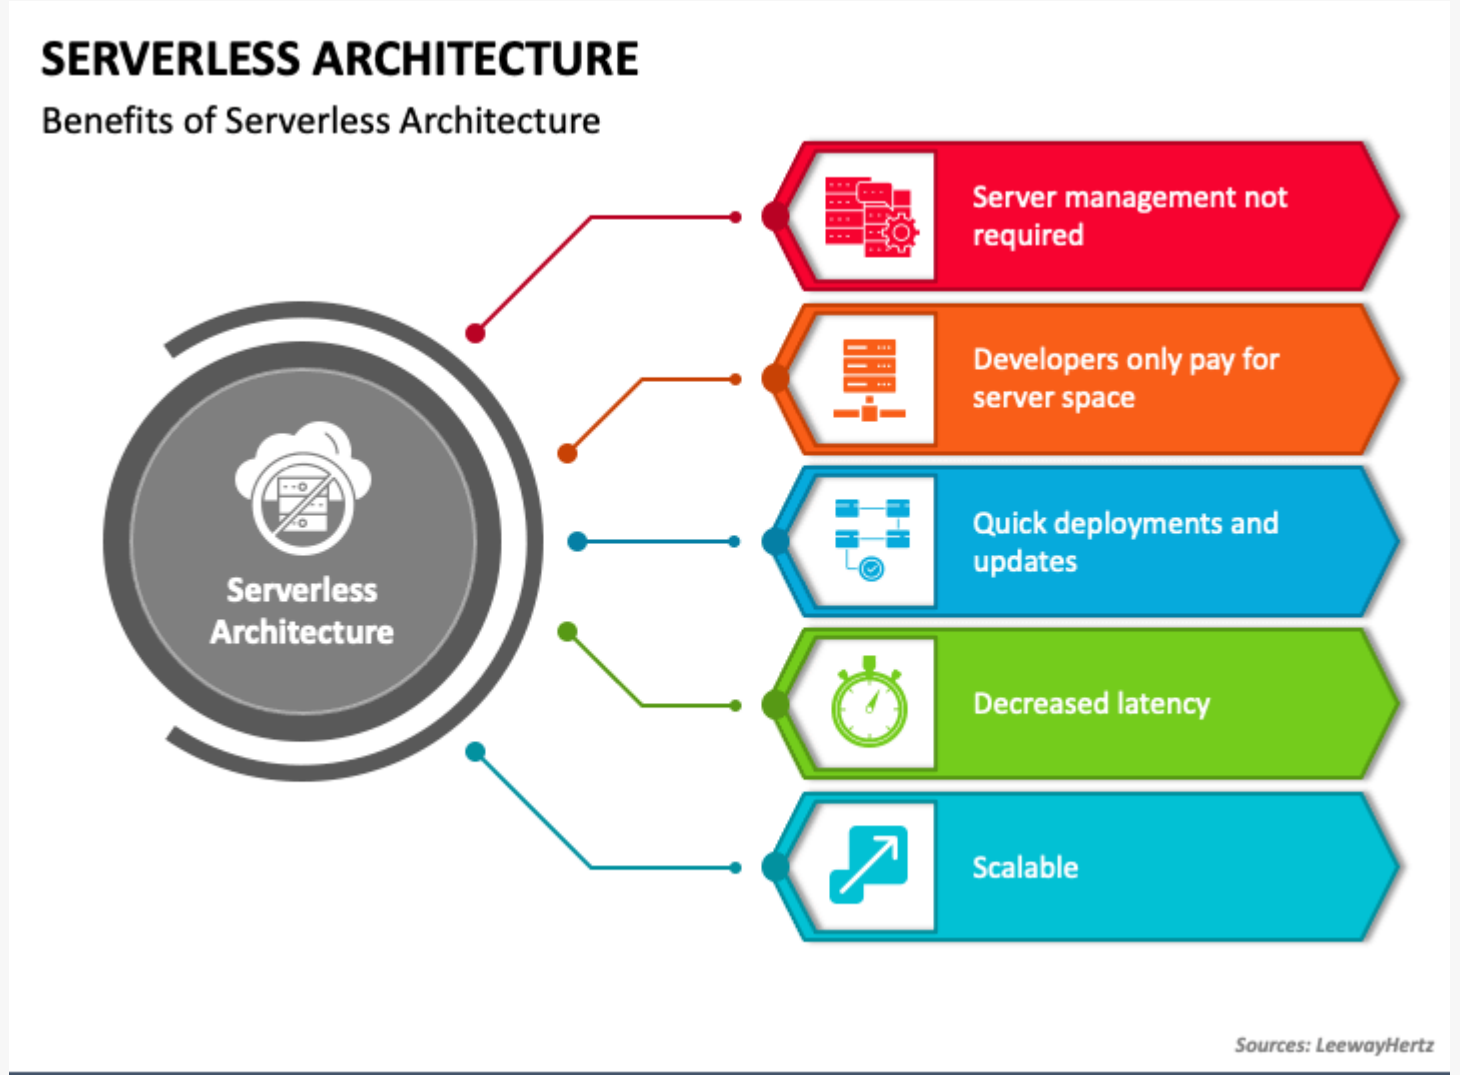 SERVERLESS ARCHITECTURE
Benefits of Serverless Architecture
Serverless
Architecture
Server management not
required
Developers only pay for
server space
Quick deployments and
updates
Decreased latency
Scalable
Sources: LeewayHertz